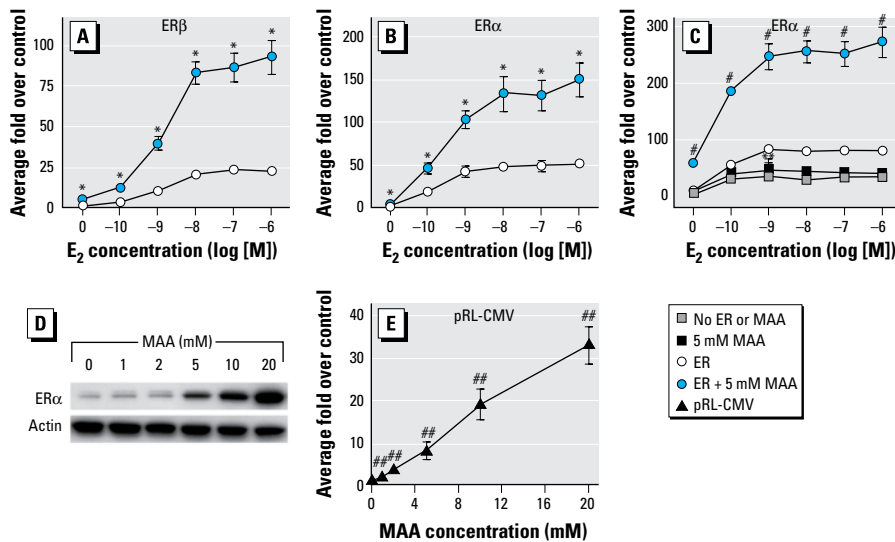 A
ERβ
Average fold over control
100
75
50
25
0
0 –10 –9 –8 –7 –6
* * * * * *
E2 concentration (log [M])
B
ERα
Average fold over control
200
150
100
50
0
0 –10 –9 –8 –7 –6
* * * * * *
E2 concentration (log [M])
C
ERα
Average fold over control
300
200
100
0
0 –10 –9 –8 –7 –6
# # # # # #
**
E2 concentration (log [M])
D
MAA (mM)
0 1 2 5 10 20
ERα
Actin
E
pRL-CMV
Average fold over control
40
30
20
10
0
0 4 8 12 16 20
## ## ## ## ##
MAA concentration (mM)
No ER or MAA
5 mM MAA
ER
ER + 5 mM MAA
pRL-CMV